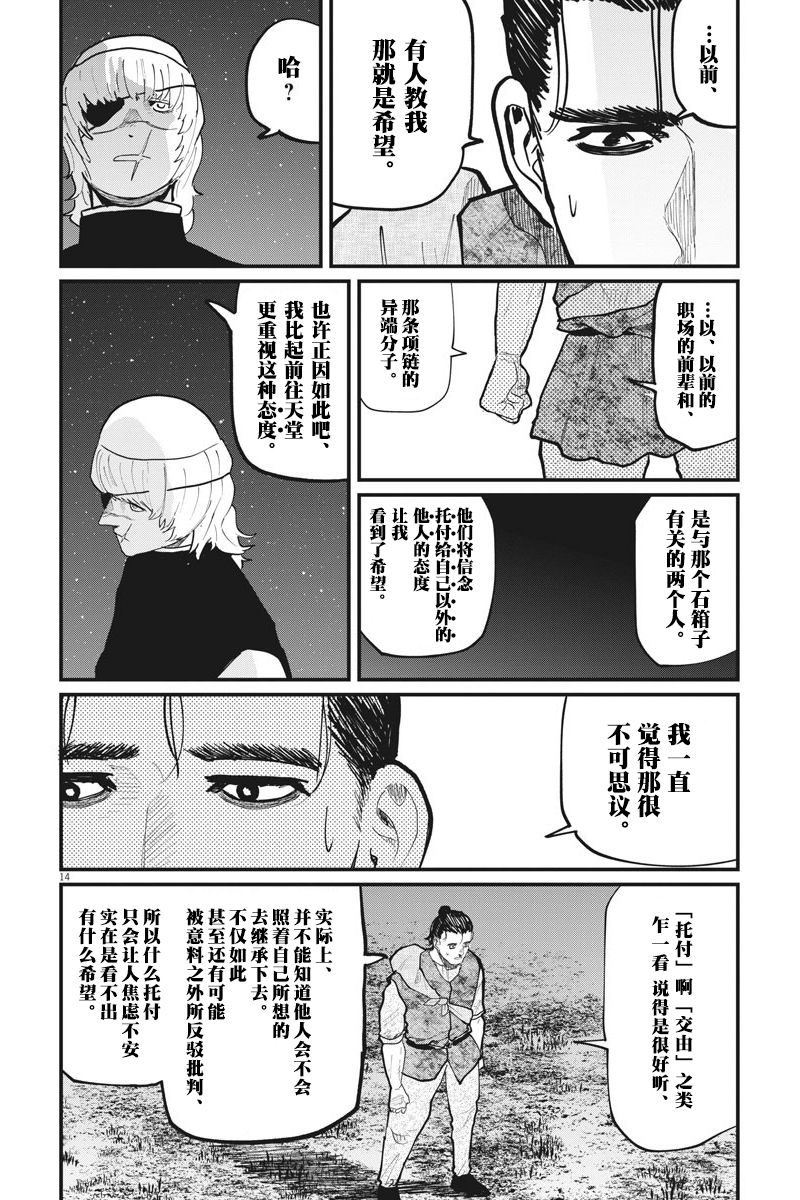 …以前、
有人教我
那就是希望。
哈?
…以、以前的
职场的前辈和、
那条项链的
异端分子。
是与那个石箱子
有关的两个人。
他们将信念
托付给自己以外的
他人的态度
让我
看到了希望。
也许正因如此吧、
我比起前往天堂
更重视这种态度。
我一直
觉得那很
不可思议。
「托付」啊「交由」之类
乍一看 说得是很好听、
实际上、
并不能知道他人会不会
照着自己所想的
去继承下去。
不仅如此
甚至还有可能
被意料之外所反驳批判、
所以什么托付
只会让人焦虑不安
实在是看不出
有什么希望。
14